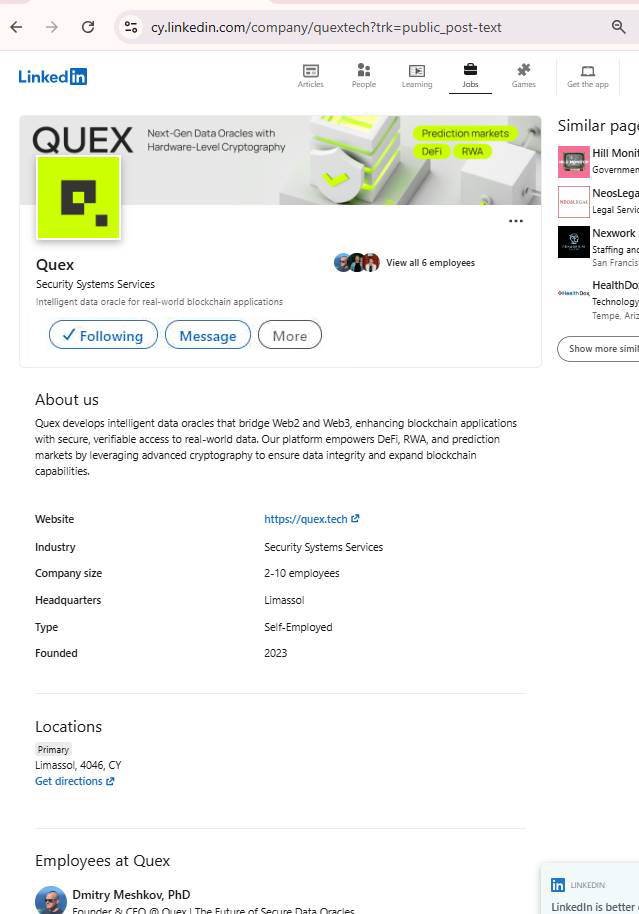 cy.linkedin.com/company/quextech?trk=public_post-text
Linkedin
Articles
People
Learning
Jobs
Games
Get the app
QUEX
Next-Gen Data Oracles with
Hardware-Level Cryptography
Prediction markets
DeFi
RWA
Quex
Security Systems Services
Intelligent data oracle for real-world blockchain applications
View all 6 employees
Following
Message
More
Similar page
Hill Monit
Governmen
NeosLega
Legal Servic
Nexwork
Staffing and
San Francis
HealthDox
Technology
Tempe, Ariz
Show more simil
About us
Quex develops intelligent data oracles that bridge Web2 and Web3, enhancing blockchain applications
with secure, verifiable access to real-world data. Our platform empowers DeFi, RWA, and prediction
markets by leveraging advanced cryptography to ensure data integrity and expand blockchain
capabilities.
Website
https://quex.tech
Industry
Security Systems Services
Company size
2-10 employees
Headquarters
Limassol
Type
Self-Employed
Founded
2023
Locations
Primary
Limassol, 4046, CY
Get directions
Employees at Quex
Dmitry Meshkov, PhD
Founder & CEO @ Quex | The Future of Secure Data Oracles
LINKEDIN
LinkedIn is better